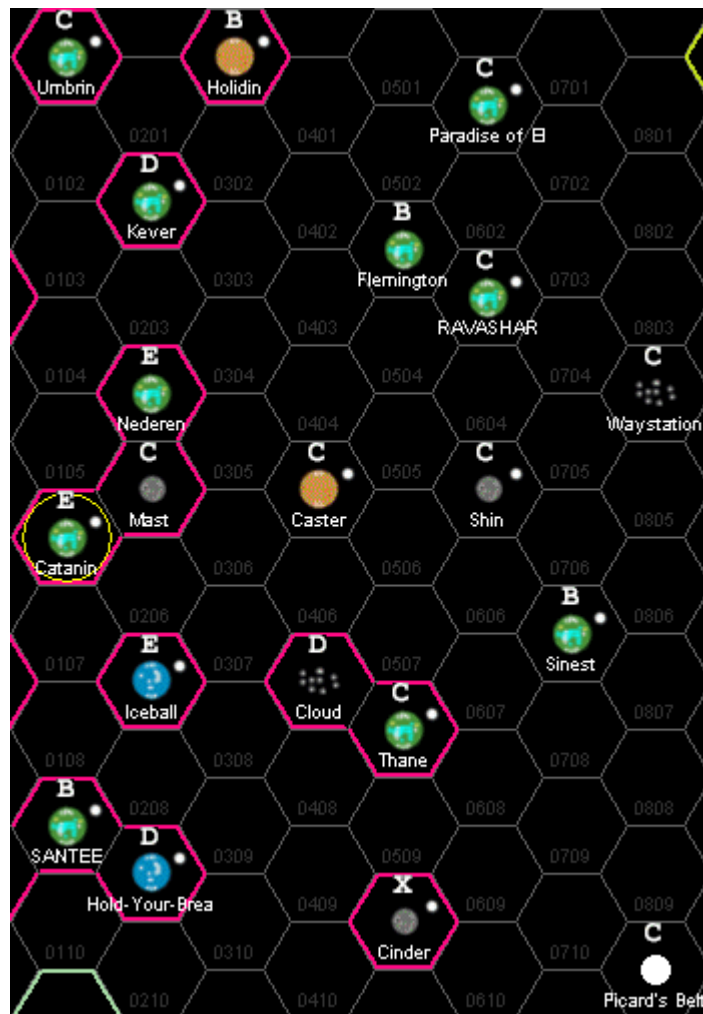 C B
C
Umbrin Holidin 0501 0701
0201 0401 Paradise of El 0801
D
0102 0302 0502 0702
B
Kever 0402 0602 0802
C
0103 0303 Flemington 0703
0203 0403 RAVASHAR 0803
E C
0104 0304 0504 0704
Nederen 0404 0604 Waystation
C C C
0105 0305 0505 0705
E
Mast Caster Shin 0805
Catanin 0306 0506 0706
B
0206 0406 0606 0806
E D
0107 0307 0507 Sinest
C
Iceball Cloud 0607 0807
0108 0308 Thane 0708
B
0208 0408 0608 0808
D
SANTEE 0309 0509 0709
X
Hold-Your-Brea 0409 0609 0809
C
0110 0310 Cinder 0710
0210 0410 0610 Picard's Belt